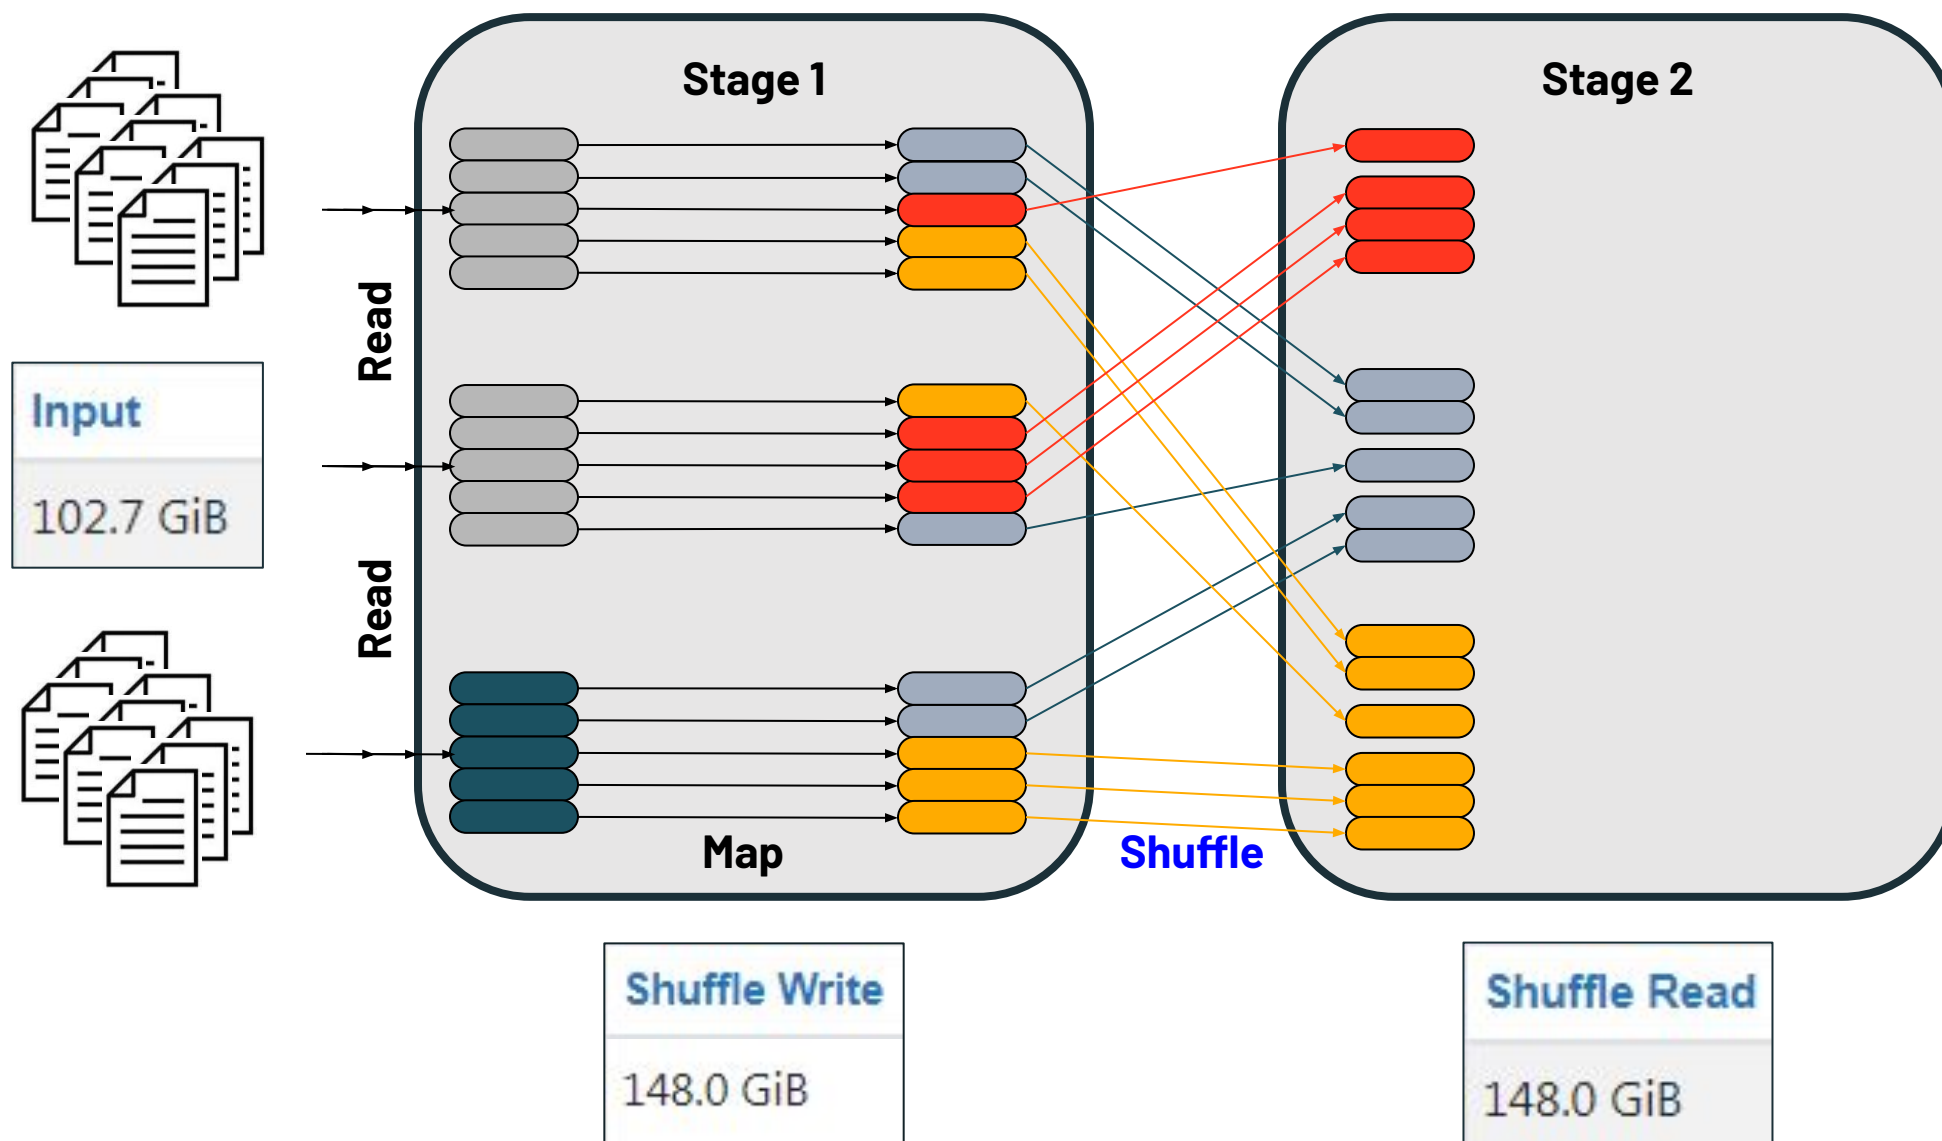 Stage 1
Stage 2
Read
Input
102.7 GiB
Read
Map
Shuffle
Shuffle Write
148.0 GiB
Shuffle Read
148.0 GiB